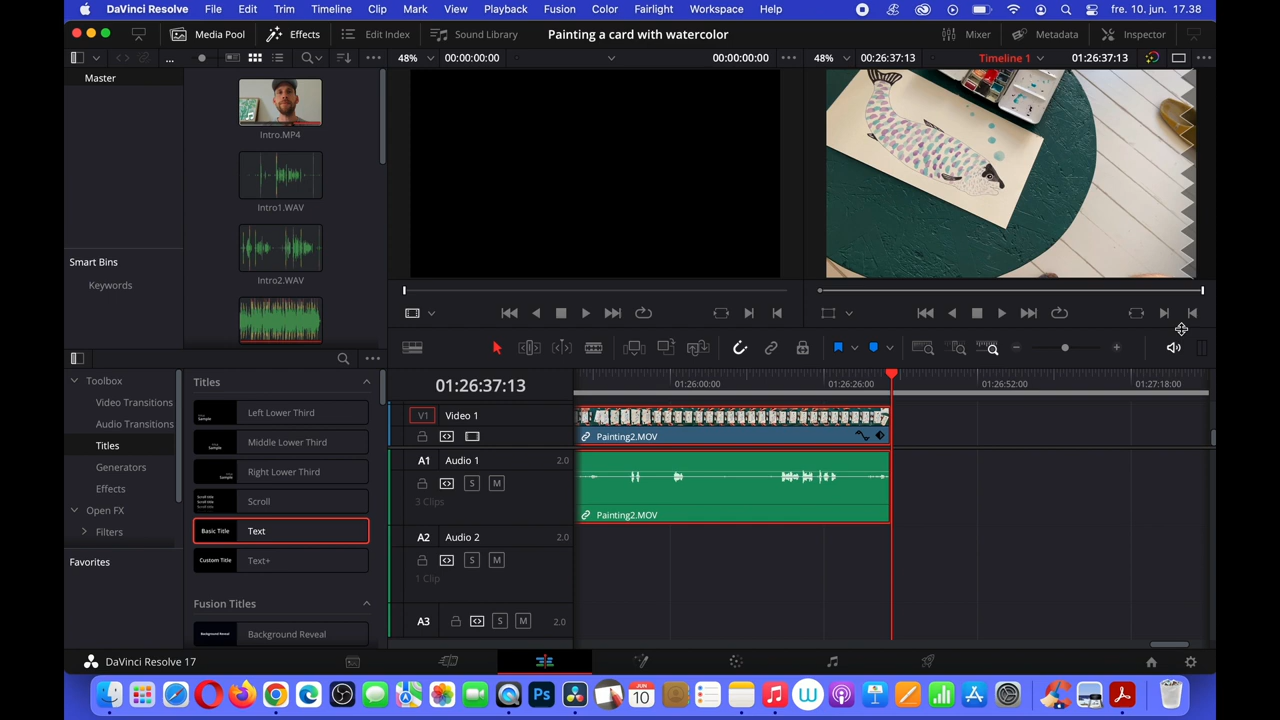 DaVinci Resolve File Edit Trim Timeline Clip Mark View Playback Fusion Color Fairlight Workspace fre. 10. jun. 17.38
Media Pool Effects Edit Index Sound Library Painting a card with watercolor Mixer Metadata Inspector
... 48% 00:00:00:00 00:00:00:00 ... 48% 00:26:37:13 Timeline 1 01:26:37:13 ...
Master
Intro.MP4
Intro1.WAV
Smart Bins
Keywords
Intro2.WAV
Toolbox
Video Transitions
Audio Transitions
Titles
Generators
Effects
Open FX
Filters
Favorites
Titles
Left Lower Third
Middle Lower Third
Right Lower Third
Scroll
Basic Title Text
Custom Title Text+
Fusion Titles
Background Reveal Background Reveal
01:26:37:13 01:26:00:00 01:26:26:00 01:26:52:00 01:27:18:00
V1 Video 1
Painting2.MOV
A1 Audio 1 2.0
S M
3 Clips
Painting2.MOV
A2 Audio 2 2.0
S M
1 Clip
A3 S M 2.0
DaVinci Resolve 17
JUN
10
Ps
W